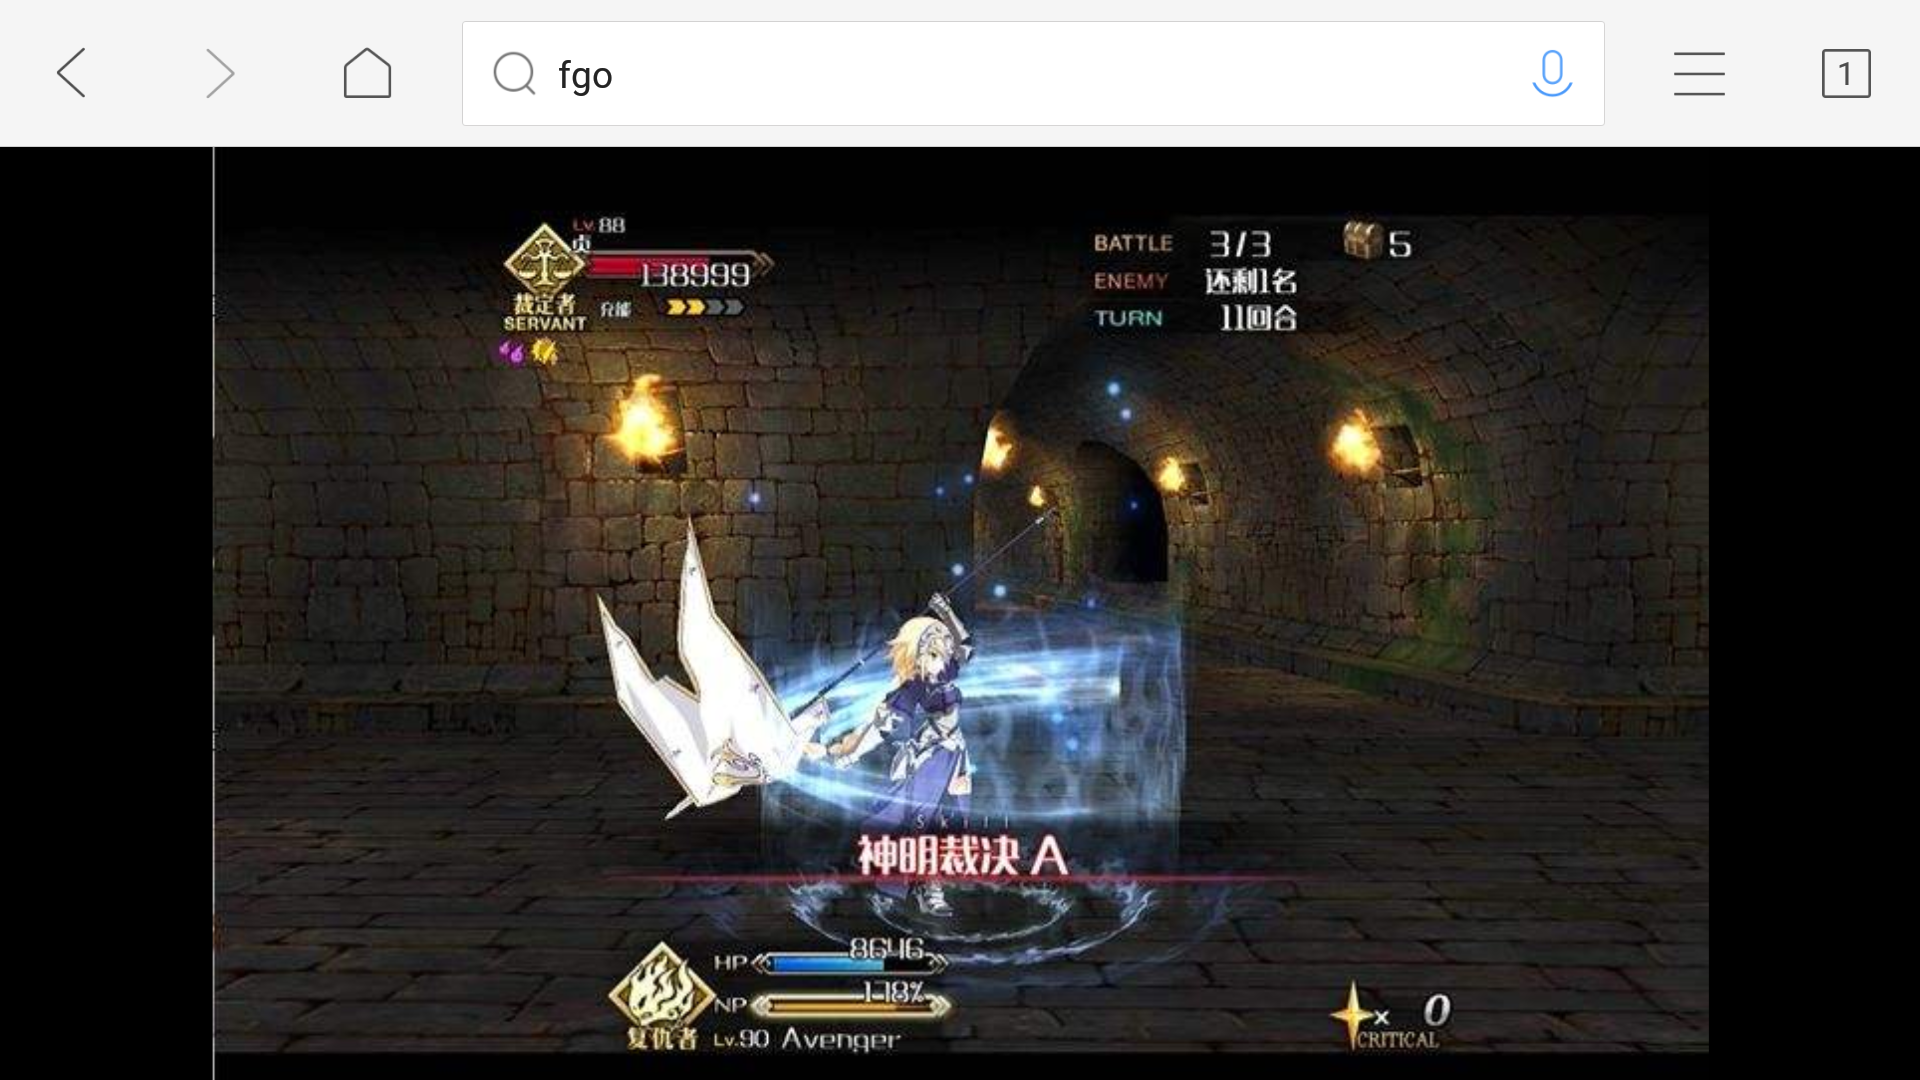 fgo
1
Lv.88
贞
138999
裁定者
SERVANT
充能
BATTLE 3/3
5
ENEMY 还剩1名
TURN 11回合
Skill
神明裁决 A
HP 8646
NP 178%
复仇者
Lv.90 Avenger
× 0
CRITICAL